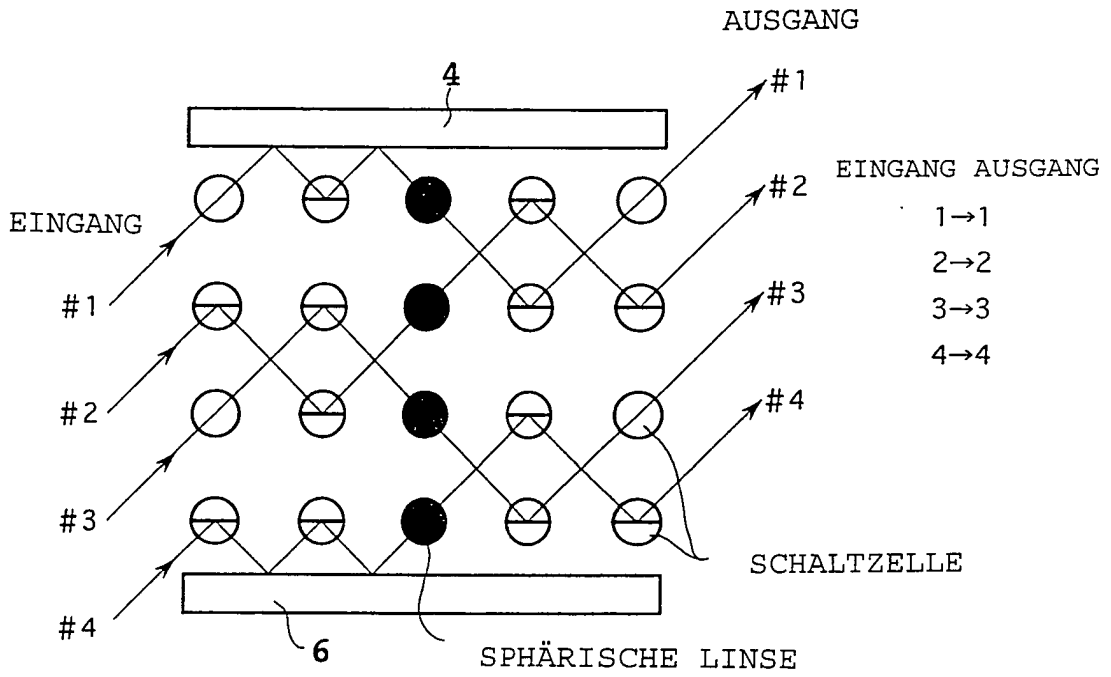 AUSGANG
4
#1
#2
EINGANG AUSGANG
1→1
EINGANG
2→2
#1
#3
3→3
4→4
#2
#4
#3
SCHALTZELLE
#4
6
SPHÄRISCHE LINSE